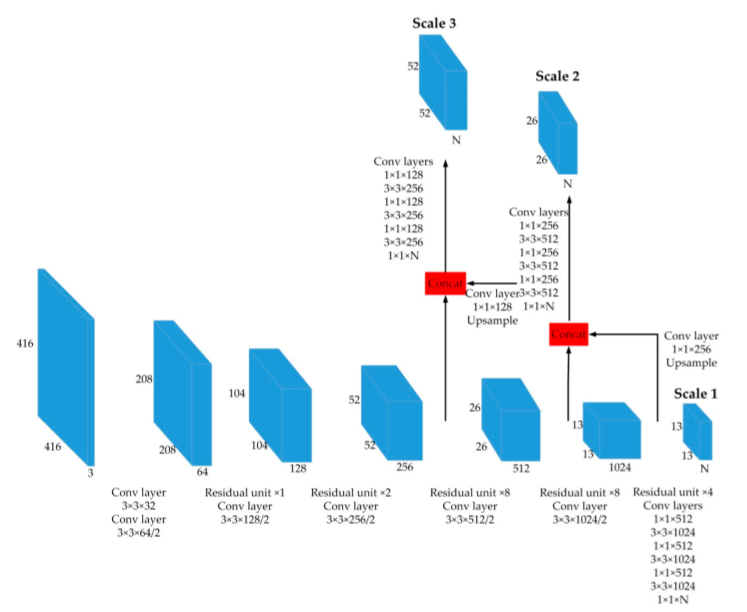 Scale 3
52
52
N
Scale 2
26
26
N
Conv layers
1×1×128
3×3×256
1×1×128
3×3×256
1×1×128
3×3×256
1×1×N
Conv layers
1×1×256
3×3×512
1×1×256
3×3×512
1×1×256
3×3×512
1×1×N
Concat
Conv layer
1×1×128
Upsample
Concat
Conv layer
1×1×256
Upsample
Scale 1
416
416
3
208
208
64
104
104
128
52
52
256
26
26
512
13
13
1024
13
13
N
Conv layer
3×3×32
Conv layer
3×3×64/2
Residual unit ×1
Conv layer
3×3×128/2
Residual unit ×2
Conv layer
3×3×256/2
Residual unit ×8
Conv layer
3×3×512/2
Residual unit ×8
Conv layer
3×3×1024/2
Residual unit ×4
Conv layers
1×1×512
3×3×1024
1×1×512
3×3×1024
1×1×512
3×3×1024
1×1×N